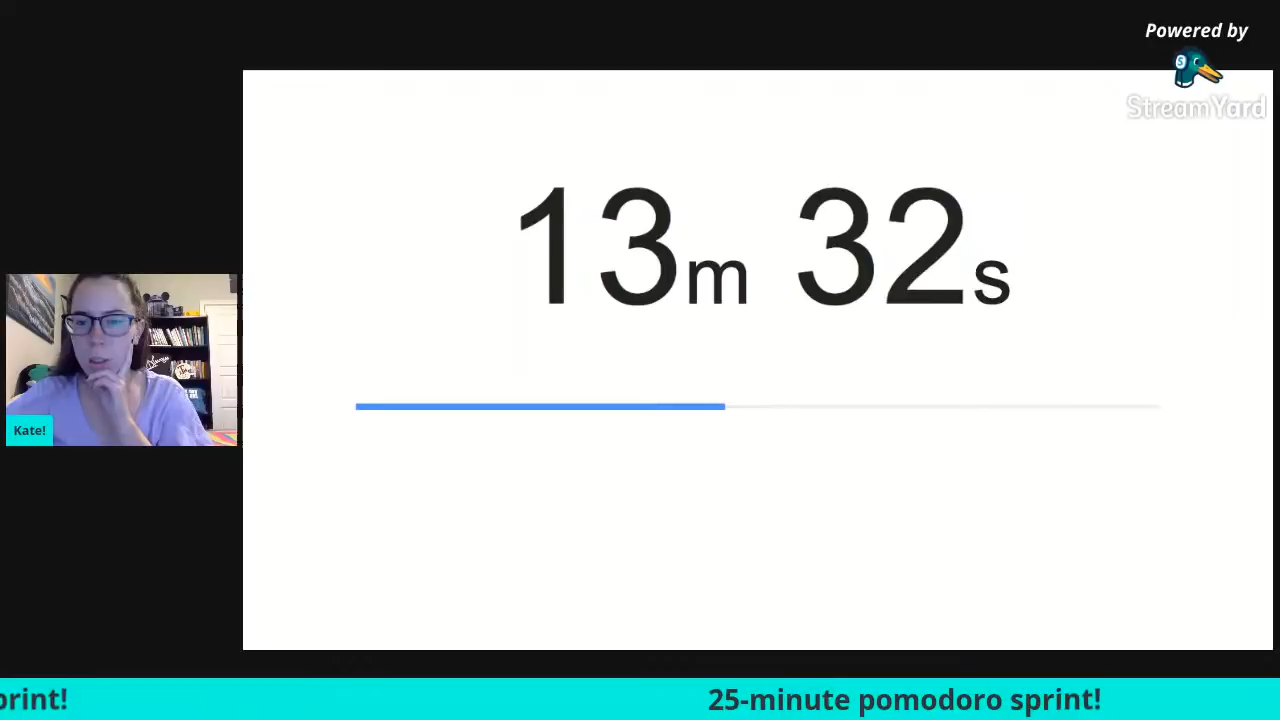 Powered by
StreamYard
13m 32s
Kate!
print!
25-minute pomodoro sprint!